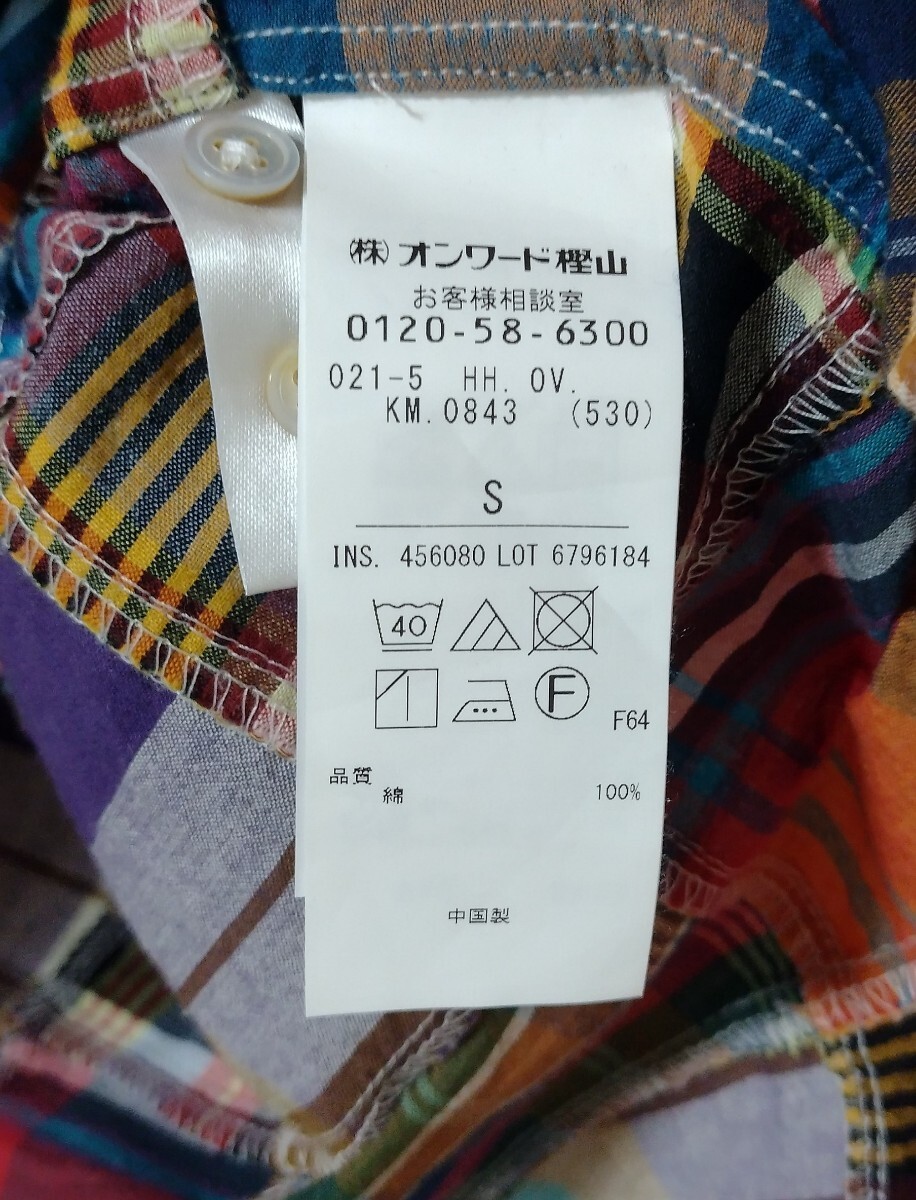 (株)オンワード樫山
お客様相談室
0120-58-6300
021-5 HH. OV.
KM.0843 (530)
S
INS. 456080 LOT 6796184
40
F
F64
品質
綿 100%
中国製